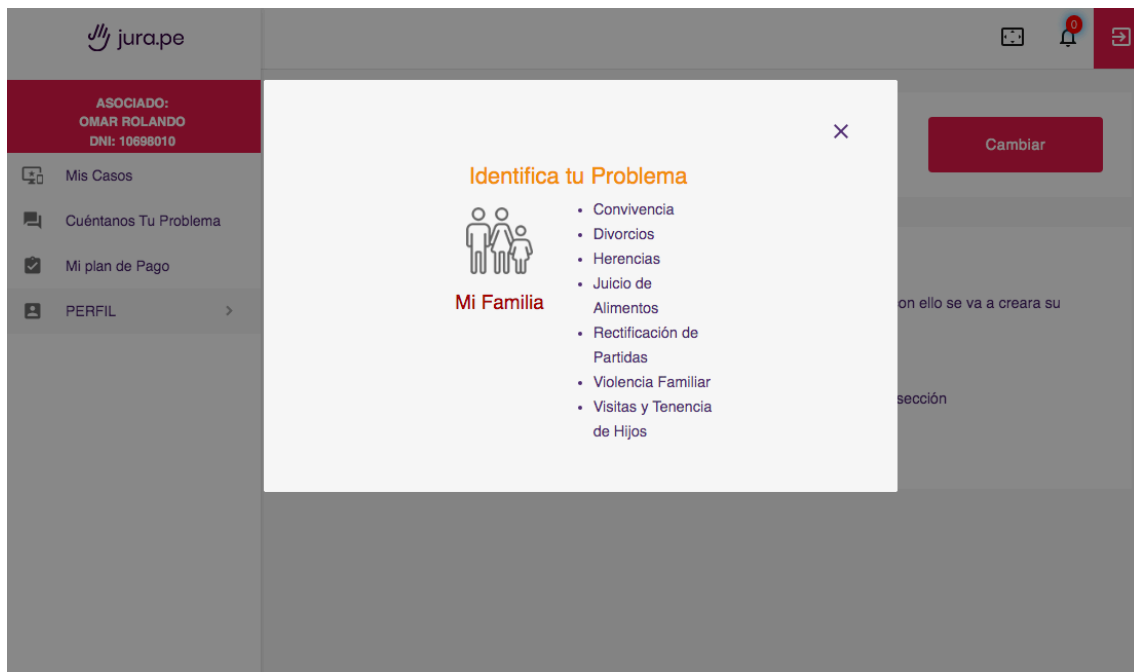 jura.pe
0
ASOCIADO:
OMAR ROLANDO
DNI: 10698010
Mis Casos
Cuéntanos Tu Problema
Mi plan de Pago
PERFIL
Cambiar
Identifica tu Problema
Mi Familia
• Convivencia
• Divorcios
• Herencias
• Juicio de
Alimentos
• Rectificación de
Partidas
• Violencia Familiar
• Visitas y Tenencia
de Hijos
on ello se va a creara su
sección